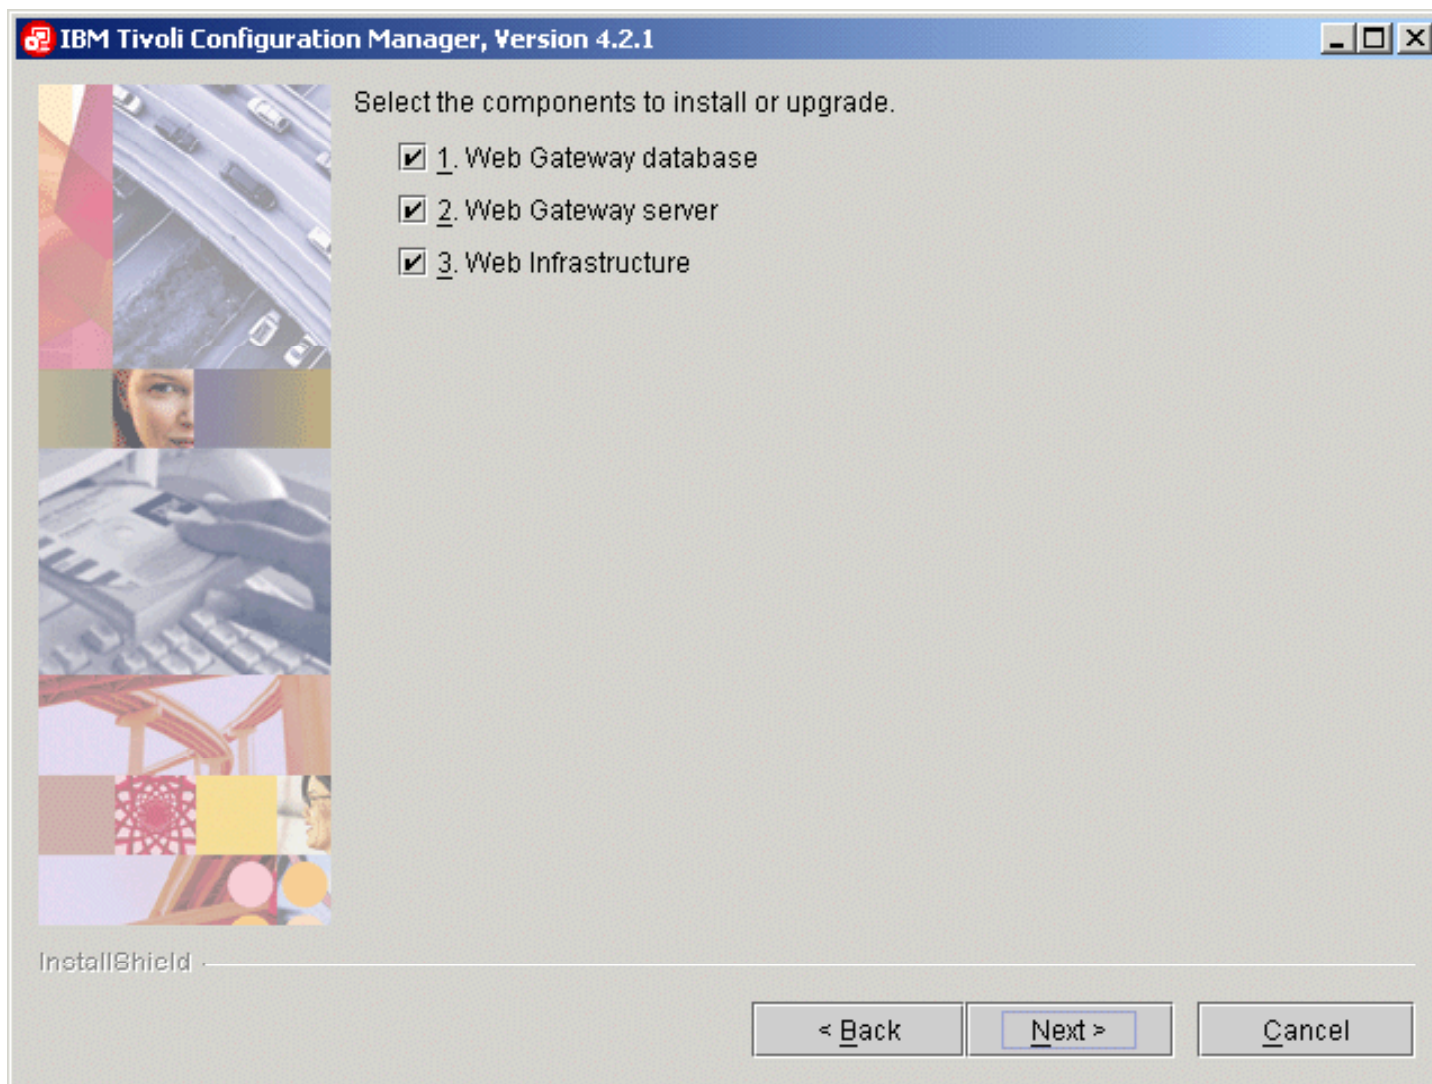 IBM Tivoli Configuration Manager, Version 4.2.1
Select the components to install or upgrade.
1. Web Gateway database
2. Web Gateway server
3. Web Infrastructure
InstallShield
< Back
Next >
Cancel